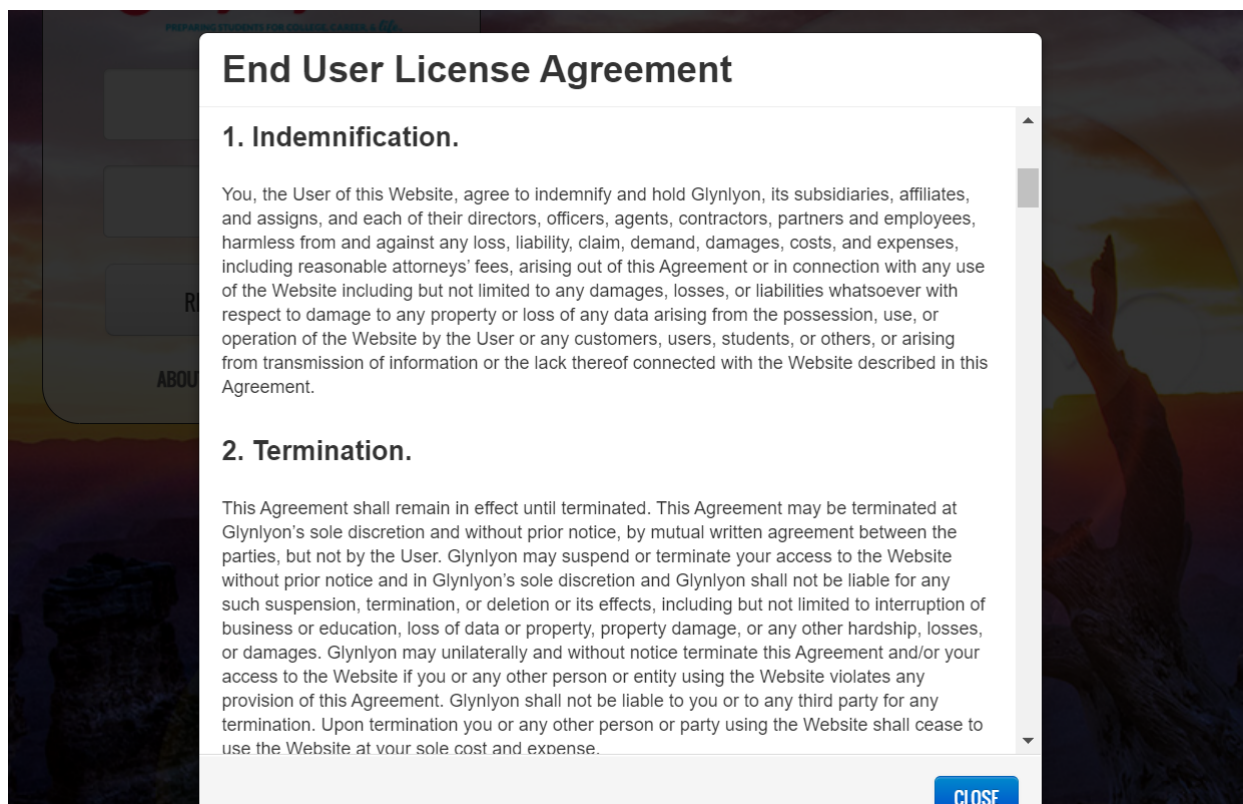 PREPARING STUDENTS FOR COLLEGE, CAREER, & life.
End User License Agreement
1. Indemnification.
You, the User of this Website, agree to indemnify and hold Glynlyon, its subsidiaries, affiliates,
and assigns, and each of their directors, officers, agents, contractors, partners and employees,
harmless from and against any loss, liability, claim, demand, damages, costs, and expenses,
including reasonable attorneys’ fees, arising out of this Agreement or in connection with any use
of the Website including but not limited to any damages, losses, or liabilities whatsoever with
respect to damage to any property or loss of any data arising from the possession, use, or
operation of the Website by the User or any customers, users, students, or others, or arising
from transmission of information or the lack thereof connected with the Website described in this
Agreement.
2. Termination.
This Agreement shall remain in effect until terminated. This Agreement may be terminated at
Glynlyon’s sole discretion and without prior notice, by mutual written agreement between the
parties, but not by the User. Glynlyon may suspend or terminate your access to the Website
without prior notice and in Glynlyon’s sole discretion and Glynlyon shall not be liable for any
such suspension, termination, or deletion or its effects, including but not limited to interruption of
business or education, loss of data or property, property damage, or any other hardship, losses,
or damages. Glynlyon may unilaterally and without notice terminate this Agreement and/or your
access to the Website if you or any other person or entity using the Website violates any
provision of this Agreement. Glynlyon shall not be liable to you or to any third party for any
termination. Upon termination you or any other person or party using the Website shall cease to
use the Website at your sole cost and expense.
CLOSE